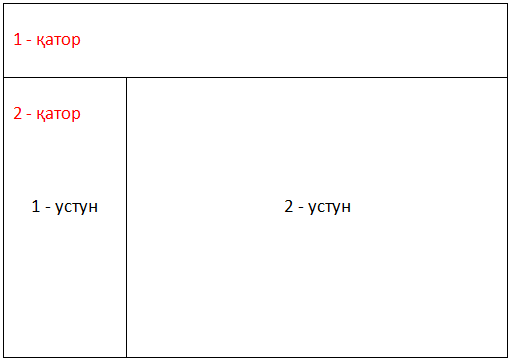 1 - қатор
2 - қатор
1 - устун
2 - устун